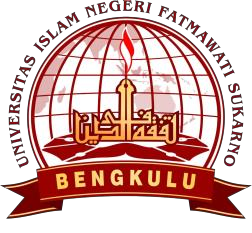 UNIVERSITAS ISLAM NEGERI FATMAWATI SUKARNO
BENGKULU